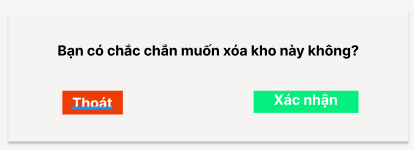 Bạn có chắc chắn muốn xóa kho này không?
Thoát Xác nhận